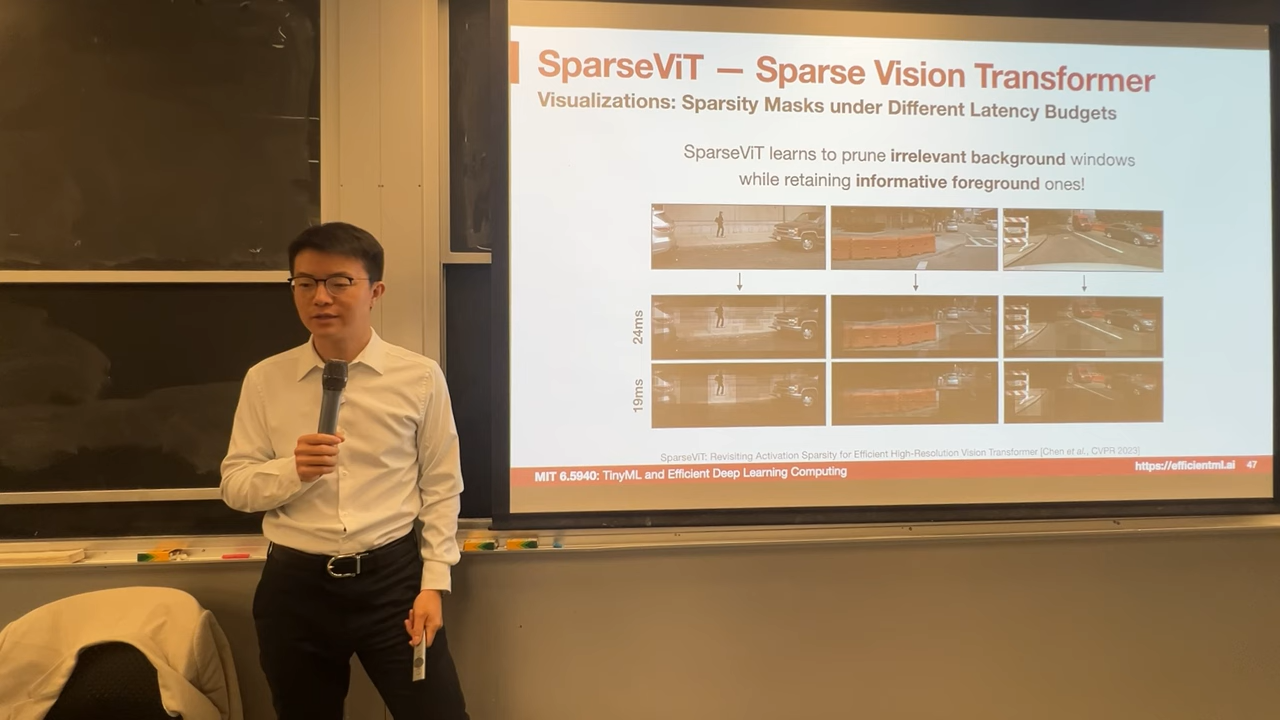 SparseViT — Sparse Vision Transformer
Visualizations: Sparsity Masks under Different Latency Budgets
SparseViT learns to prune irrelevant background windows
while retaining informative foreground ones!
24ms
19ms
SparseViT: Revisiting Activation Sparsity for Efficient High-Resolution Vision Transformer [Chen et al., CVPR 2023]
MIT 6.5940: TinyML and Efficient Deep Learning Computing
https://efficientml.ai 47